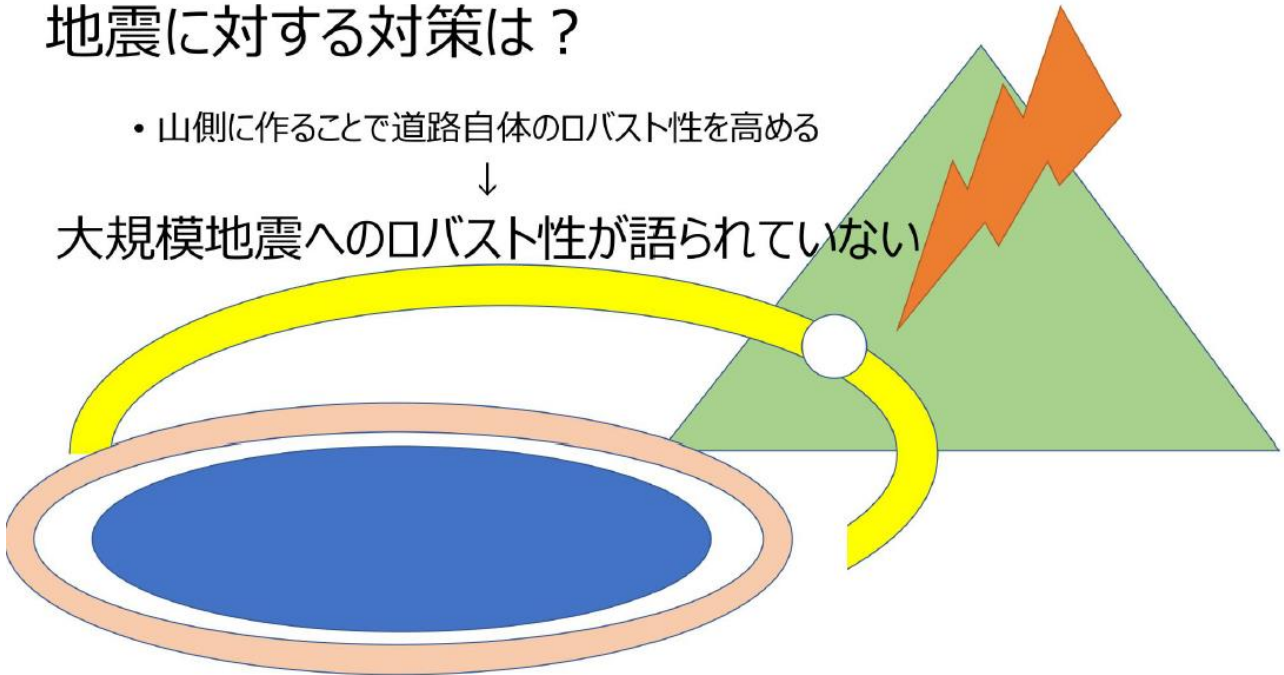 地震に対する対策は？
• 山側に作ることで道路自体のロバスト性を高める
↓
大規模地震へのロバスト性が語られていない